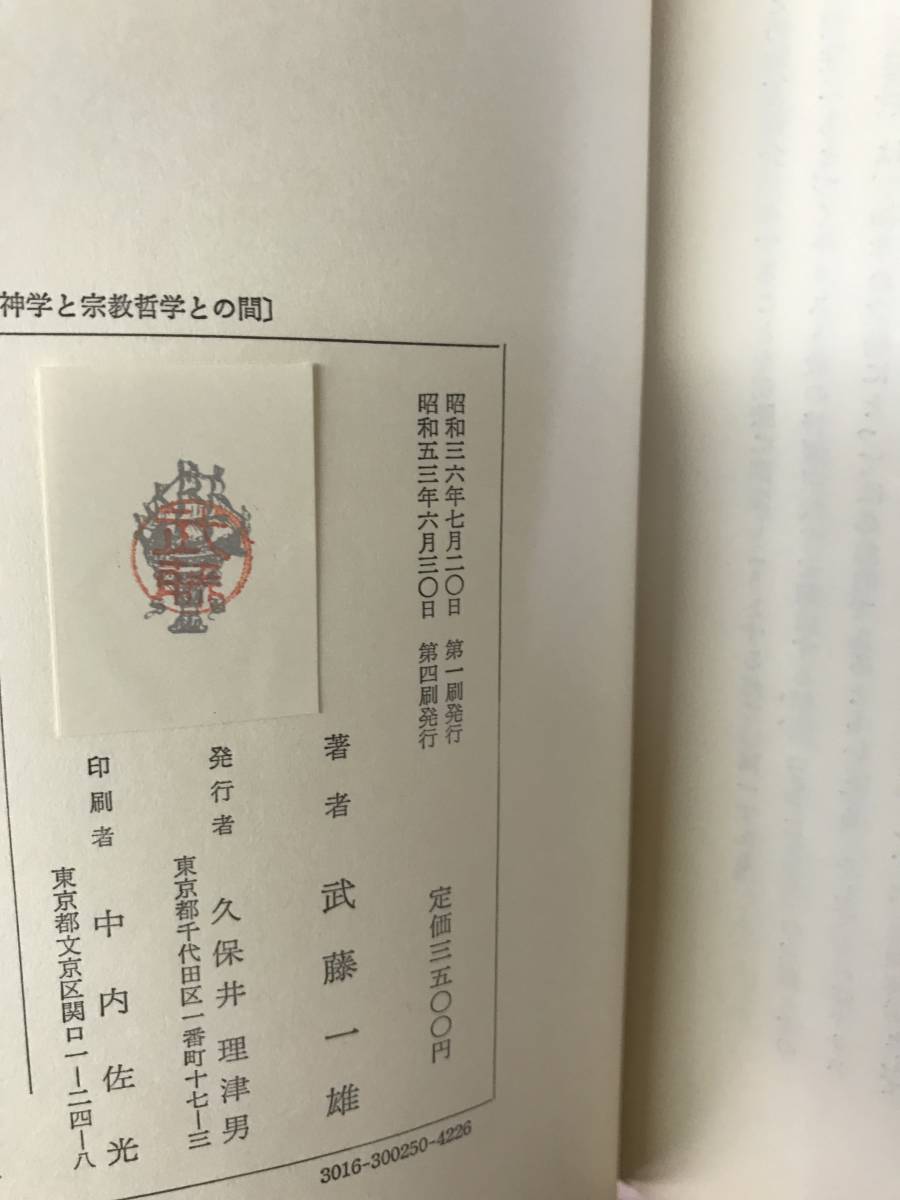 神学と宗教哲学との間〕
昭和三六年七月二〇日 第一刷発行
昭和五三年六月三〇日 第四刷発行
定価三五〇〇円
著者 武藤一雄
発行者 久保井理津男
東京都千代田区一番町十七ー三
印刷者 中内佐光
東京都文京区関口一ー二四ー八
武藤
3016-300250-4226